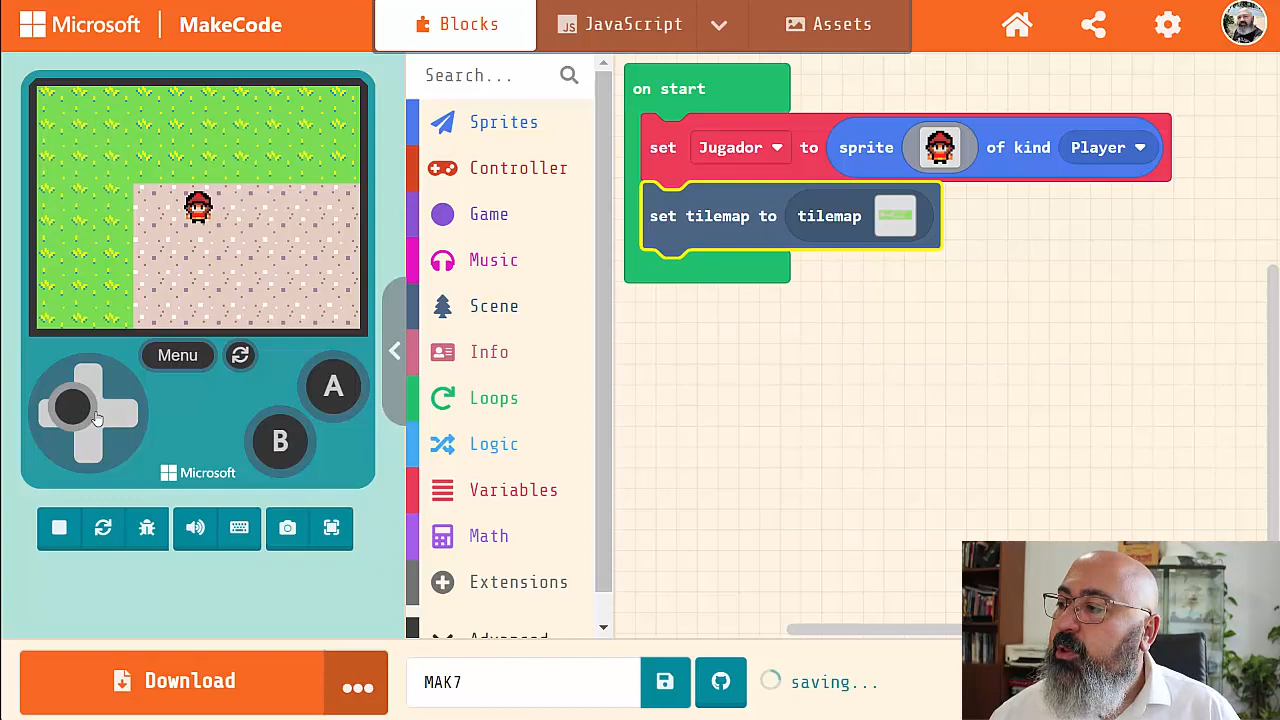 Microsoft | MakeCode
Blocks
JavaScript
Assets
Menu
A
B
Microsoft
Search...
Sprites
Controller
Game
Music
Scene
Info
Loops
Logic
Variables
Math
Extensions
Advanced
on start
set Jugador to sprite of kind Player
set tilemap to tilemap
Download
MAK7
saving...